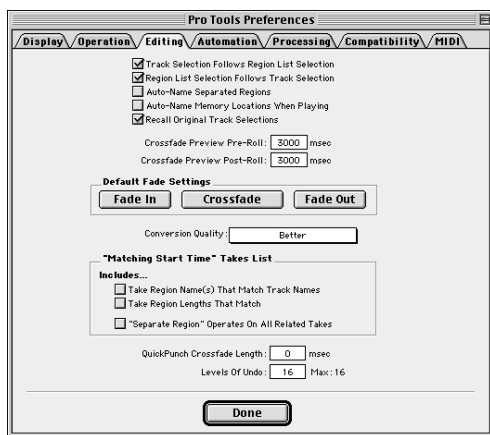 Pro Tools Preferences
Display Operation Editing Automation Processing Compatibility MIDI
Track Selection Follows Region List Selection
Region List Selection Follows Track Selection
Auto-Name Separated Regions
Auto-Name Memory Locations When Playing
Recall Original Track Selections
Crossfade Preview Pre-Roll: 3000 msec
Crossfade Preview Post-Roll: 3000 msec
Default Fade Settings
Fade In Crossfade Fade Out
Conversion Quality: Better
"Matching Start Time" Takes List
Includes...
Take Region Name(s) That Match Track Names
Take Region Lengths That Match
"Separate Region" Operates On All Related Takes
QuickPunch Crossfade Length: 0 msec
Levels Of Undo: 16 Max: 16
Done